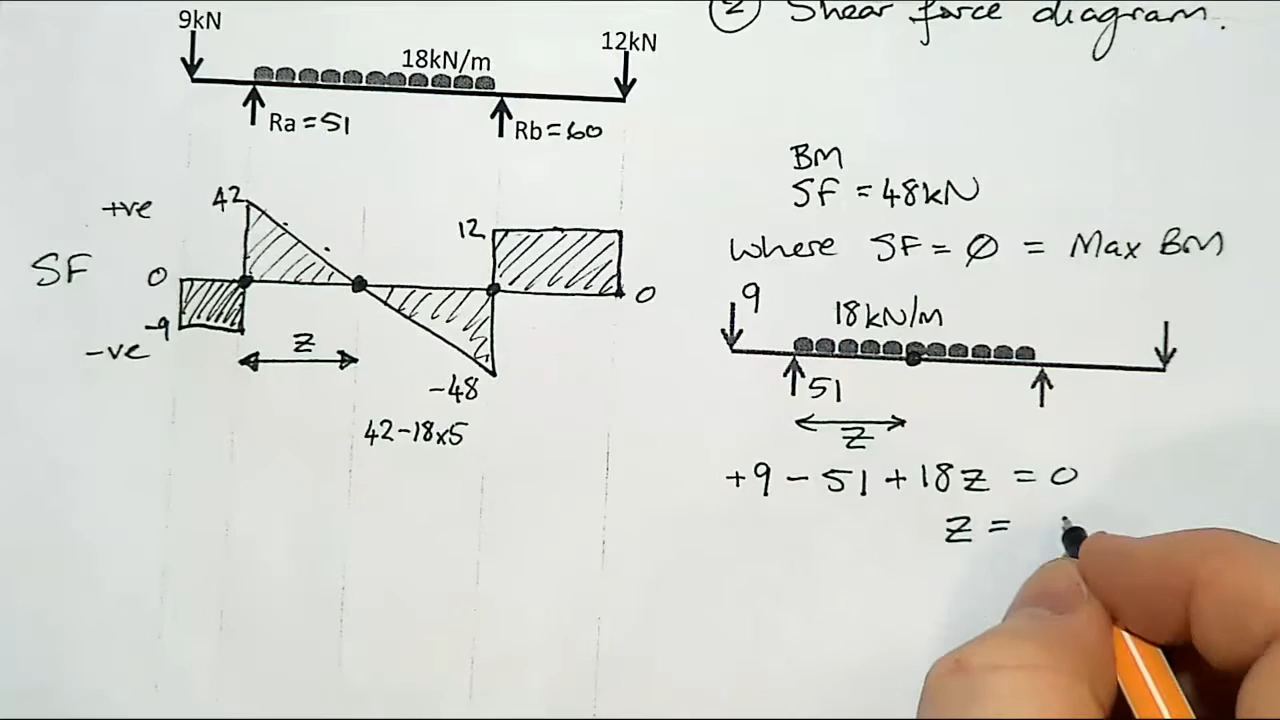 ② Shear force diagram.
9kN
18kN/m
12kN
Ra = 51
Rb = 60
SF
+ve
0
-ve
42
-9
12
-48
0
Z
42-18x5
BM
SF = 48kN
where SF = Ø = Max BM
9
18kN/m
51
Z
+9 - 51 + 18Z = 0
Z =